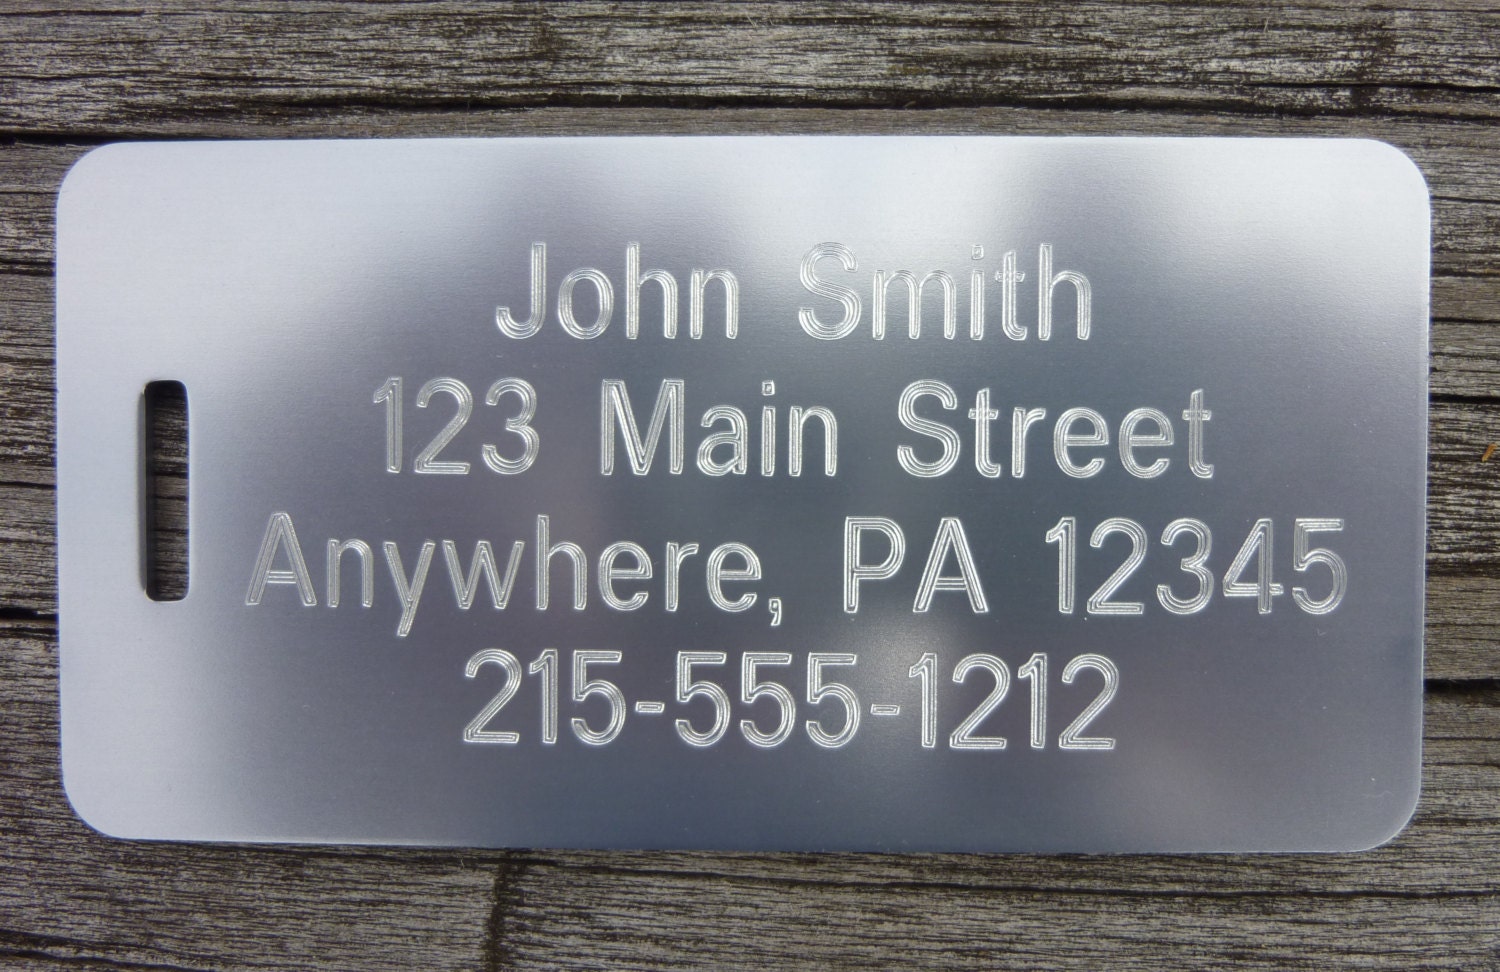 John Smith
123 Main Street
Anywhere, PA 12345
215-555-1212